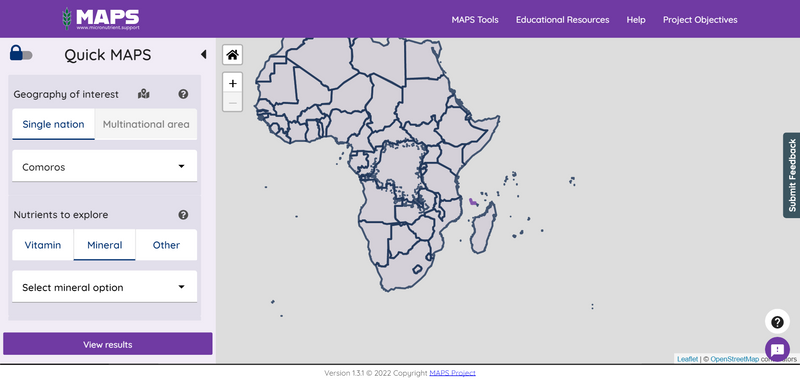 MAPS
www.micronutrient.support
MAPS Tools
Educational Resources
Help
Project Objectives
Quick MAPS
Geography of interest
Single nation
Multinational area
Comoros
Nutrients to explore
Vitamin
Mineral
Other
Select mineral option
View results
+
−
Submit Feedback
Leaflet | © OpenStreetMap contributors
Version 1.3.1 © 2022 Copyright MAPS Project